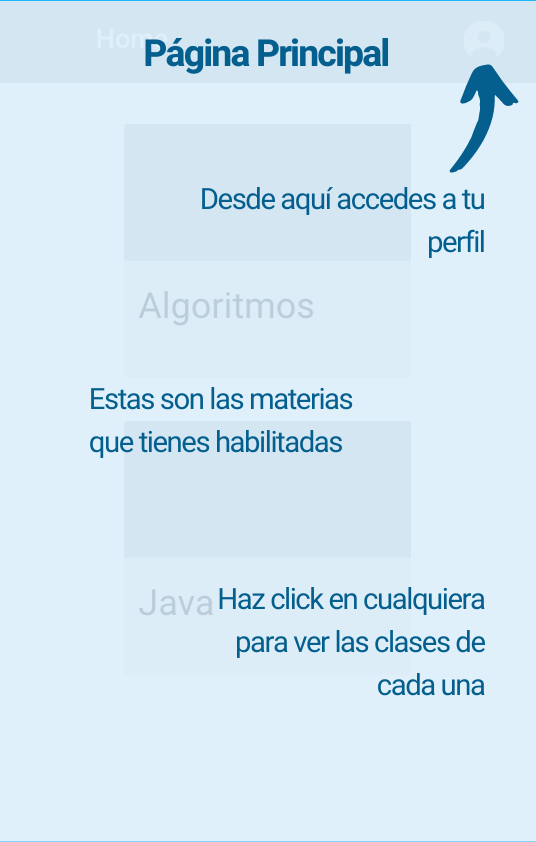 Home
Página Principal
Desde aquí accedes a tu
perfil
Algoritmos
Estas son las materias
que tienes habilitadas
Java
Haz click en cualquiera
para ver las clases de
cada una